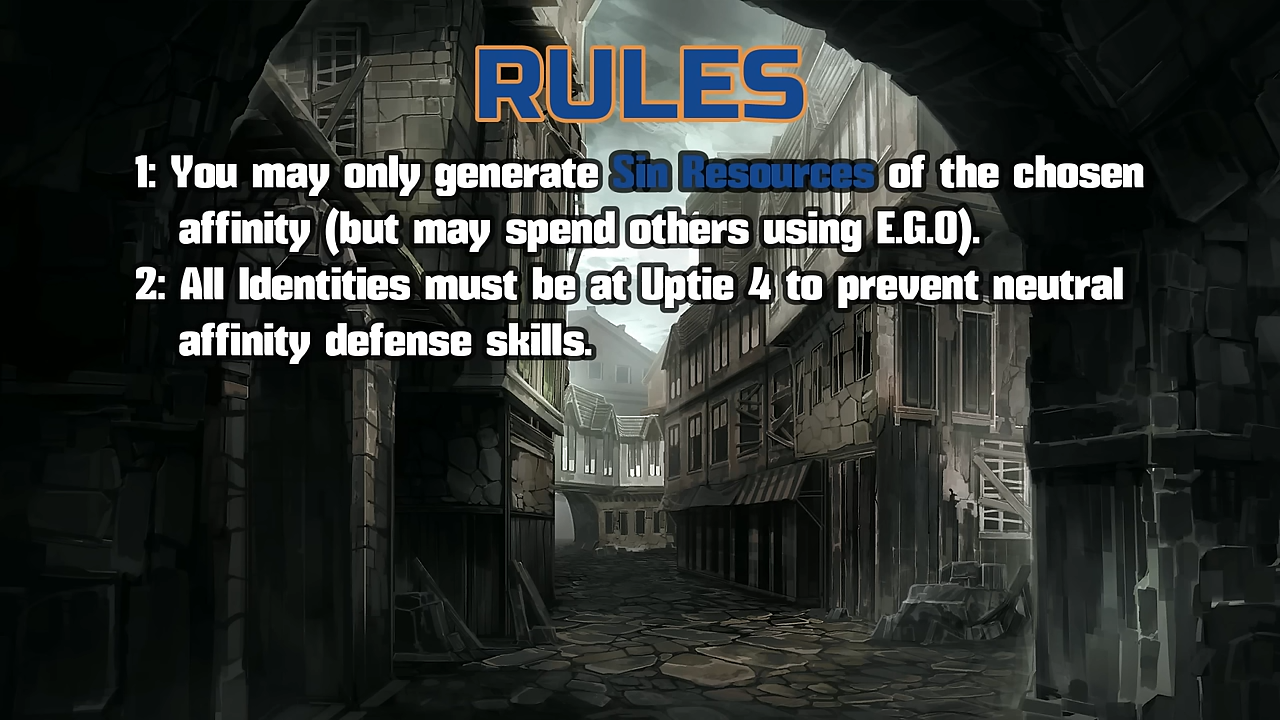 RULES
1: You may only generate Sin Resources of the chosen
affinity (but may spend others using E.G.O).
2: All Identities must be at Uptie 4 to prevent neutral
affinity defense skills.